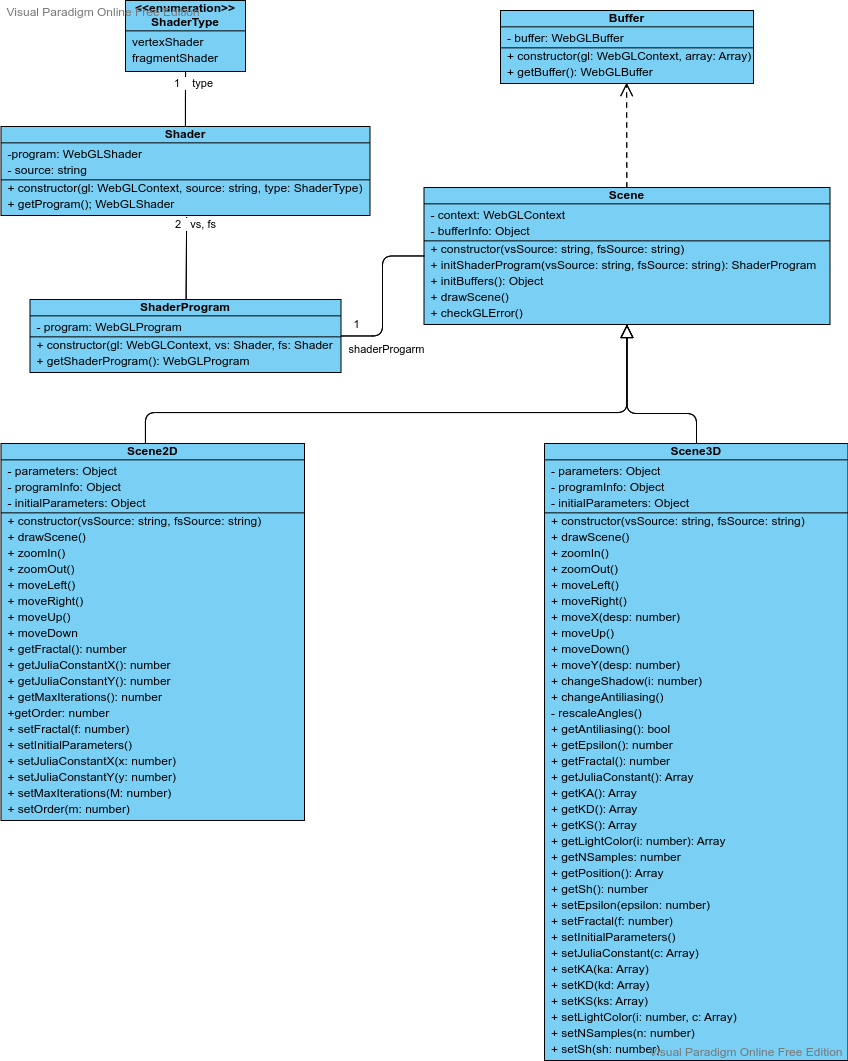 Visual Paradigm Online Free Edition
<<enumeration>>
ShaderType
vertexShader
fragmentShader
1 type
Shader
-program: WebGLShader
- source: string
+ constructor(gl: WebGLContext, source: string, type: ShaderType)
+ getProgram(); WebGLShader
2 vs, fs
ShaderProgram
- program: WebGLProgram
+ constructor(gl: WebGLContext, vs: Shader, fs: Shader
+ getShaderProgram(): WebGLProgram
1
shaderProgarm
Buffer
- buffer: WebGLBuffer
+ constructor(gl: WebGLContext, array: Array)
+ getBuffer(): WebGLBuffer
Scene
- context: WebGLContext
- bufferInfo: Object
+ constructor(vsSource: string, fsSource: string)
+ initShaderProgram(vsSource: string, fsSource: string): ShaderProgram
+ initBuffers(): Object
+ drawScene()
+ checkGLError()
Scene2D
- parameters: Object
- programInfo: Object
- initialParameters: Object
+ constructor(vsSource: string, fsSource: string)
+ drawScene()
+ zoomIn()
+ zoomOut()
+ moveLeft()
+ moveRight()
+ moveUp()
+ moveDown
+ getFractal(): number
+ getJuliaConstantX(): number
+ getJuliaConstantY(): number
+ getMaxIterations(): number
+getOrder: number
+ setFractal(f: number)
+ setInitialParameters()
+ setJuliaConstantX(x: number)
+ setJuliaConstantY(y: number)
+ setMaxIterations(M: number)
+ setOrder(m: number)
Scene3D
- parameters: Object
- programInfo: Object
- initialParameters: Object
+ constructor(vsSource: string, fsSource: string)
+ drawScene()
+ zoomIn()
+ zoomOut()
+ moveLeft()
+ moveRight()
+ moveX(desp: number)
+ moveUp()
+ moveDown()
+ moveY(desp: number)
+ changeShadow(i: number)
+ changeAntiliasing()
- rescaleAngles()
+ getAntiliasing(): bool
+ getEpsilon(): number
+ getFractal(): number
+ getJuliaConstant(): Array
+ getKA(): Array
+ getKD(): Array
+ getKS(): Array
+ getLightColor(i: number): Array
+ getNSamples: number
+ getPosition(): Array
+ getSh(): number
+ setEpsilon(epsilon: number)
+ setFractal(f: number)
+ setInitialParameters()
+ setJuliaConstant(c: Array)
+ setKA(ka: Array)
+ setKD(kd: Array)
+ setKS(ks: Array)
+ setLightColor(i: number, c: Array)
+ setNSamples(n: number)
+ setSh(sh: number)
Visual Paradigm Online Free Edition